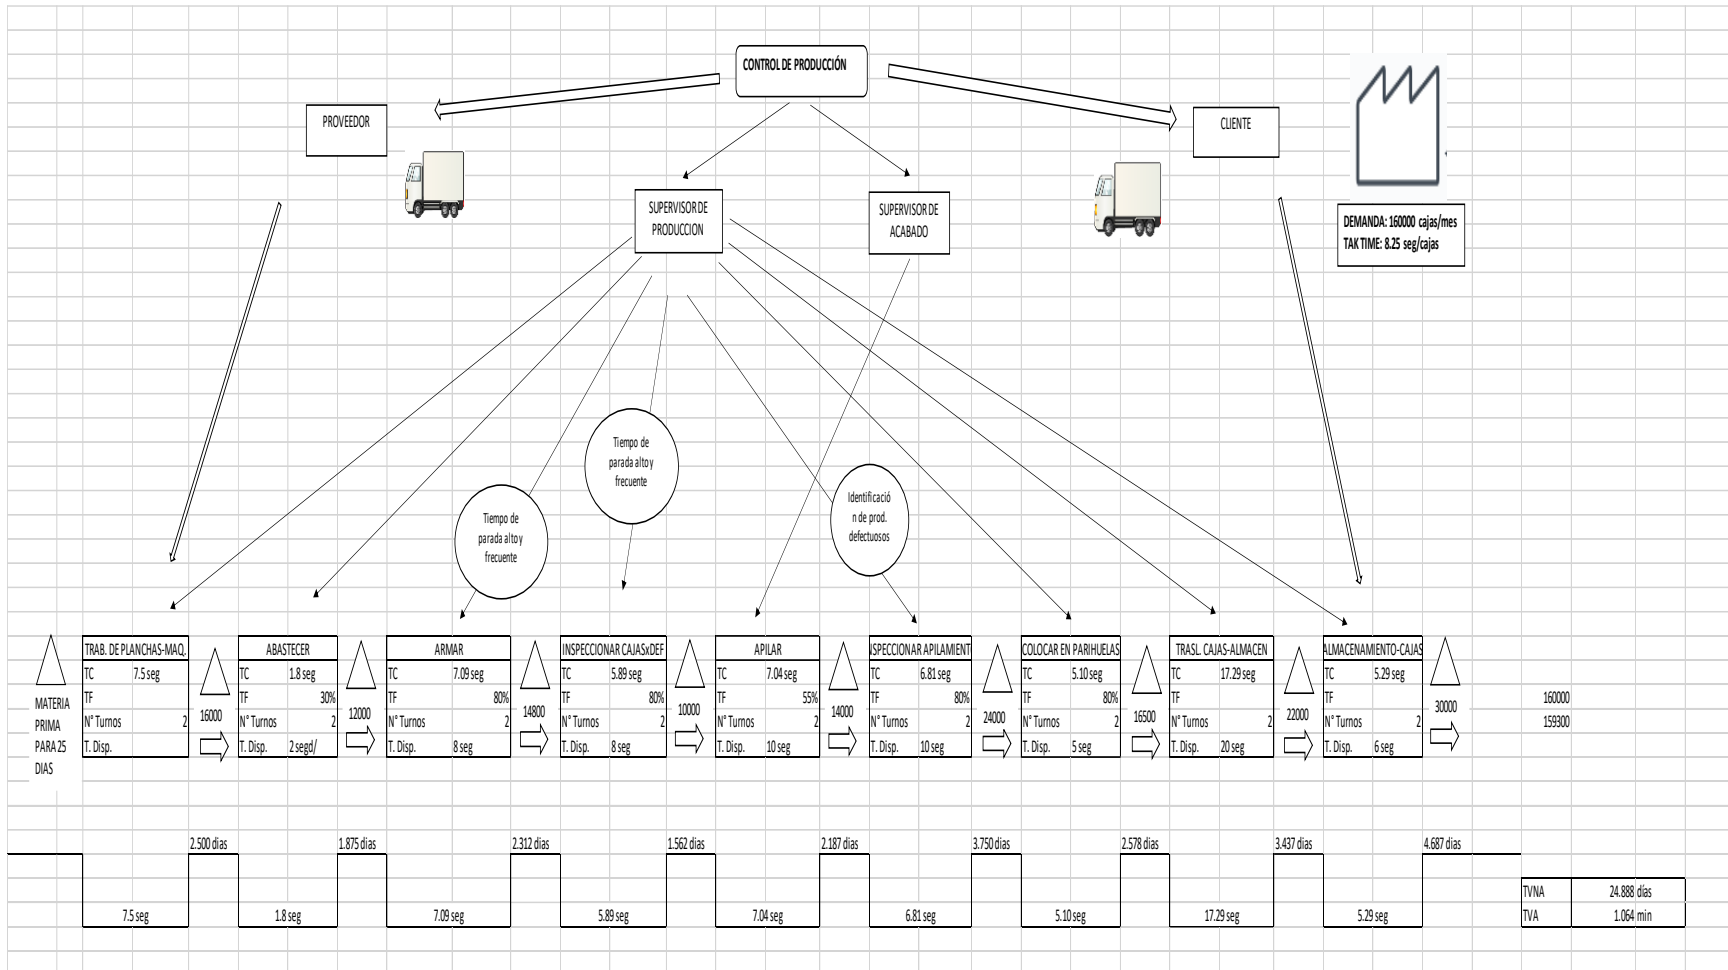 CONTROL DE PRODUCCIÓN
PROVEEDOR
CLIENTE
SUPERVISOR DE
PRODUCCION
SUPERVISOR DE
ACABADO
DEMANDA: 160000 cajas/mes
TAK TIME: 8.25 seg/cajas
Tiempo de
parada alto y
frecuente
Tiempo de
parada alto y
frecuente
Identificació
n de prod.
defectuosos
MATERIA
PRIMA
PARA 25
DIAS
TRAB. DE PLANCHAS-MAQ.
TC 7.5 seg
TF
N° Turnos 2
T. Disp.
16000
ABASTECER
TC 1.8 seg
TF 30%
N° Turnos 2
T. Disp. 2 segd/
12000
ARMAR
TC 7.09 seg
TF 80%
N° Turnos 2
T. Disp. 8 seg
14800
INSPECCIONAR CAJASxDEF
TC 5.89 seg
TF 80%
N° Turnos 2
T. Disp. 8 seg
10000
APILAR
TC 7.04 seg
TF 55%
N° Turnos 2
T. Disp. 10 seg
14000
NSPECCIONAR APILAMIENT
TC 6.81 seg
TF 80%
N° Turnos 2
T. Disp. 10 seg
24000
COLOCAR EN PARIHUELAS
TC 5.10 seg
TF 80%
N° Turnos 2
T. Disp. 5 seg
16500
TRASL. CAJAS-ALMACEN
TC 17.29 seg
TF
N° Turnos 2
T. Disp. 20 seg
22000
ALMACENAMIENTO-CAJAS
TC 5.29 seg
TF
N° Turnos 2
T. Disp. 6 seg
30000
160000
159300
2.500 dias 1.875 dias 2.312 dias 1.562 dias 2.187 dias 3.750 dias 2.578 dias 3.437 dias 4.687 dias
7.5 seg 1.8 seg 7.09 seg 5.89 seg 7.04 seg 6.81 seg 5.10 seg 17.29 seg 5.29 seg
TVNA 24.888 días
TVA 1.064 min